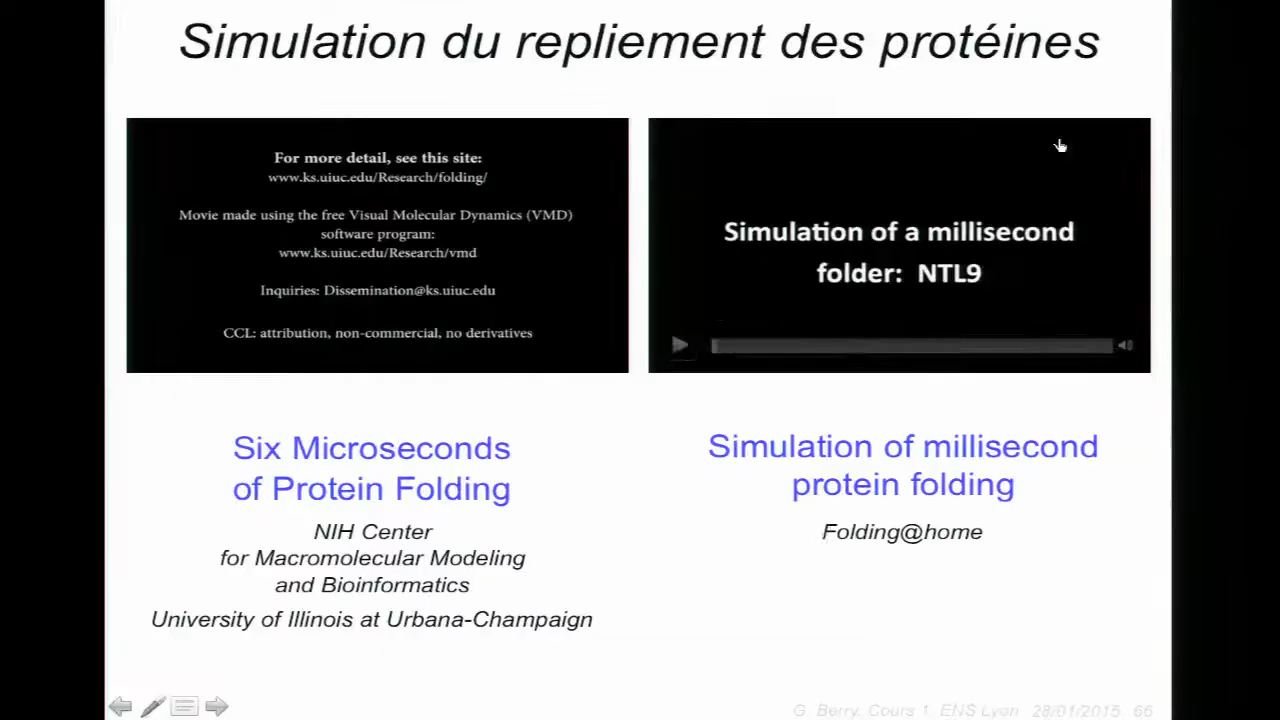 Simulation du repliement des protéines
For more detail, see this site:
www.ks.uiuc.edu/Research/folding/
Movie made using the free Visual Molecular Dynamics (VMD)
software program:
www.ks.uiuc.edu/Research/vmd
Inquiries: Dissemination@ks.uiuc.edu
CCL: attribution, non-commercial, no derivatives
Simulation of a millisecond
folder: NTL9
Six Microseconds
of Protein Folding
NIH Center
for Macromolecular Modeling
and Bioinformatics
University of Illinois at Urbana-Champaign
Simulation of millisecond
protein folding
Folding@home
G. Berry, Cours 1, ENS Lyon 28/01/2015 66